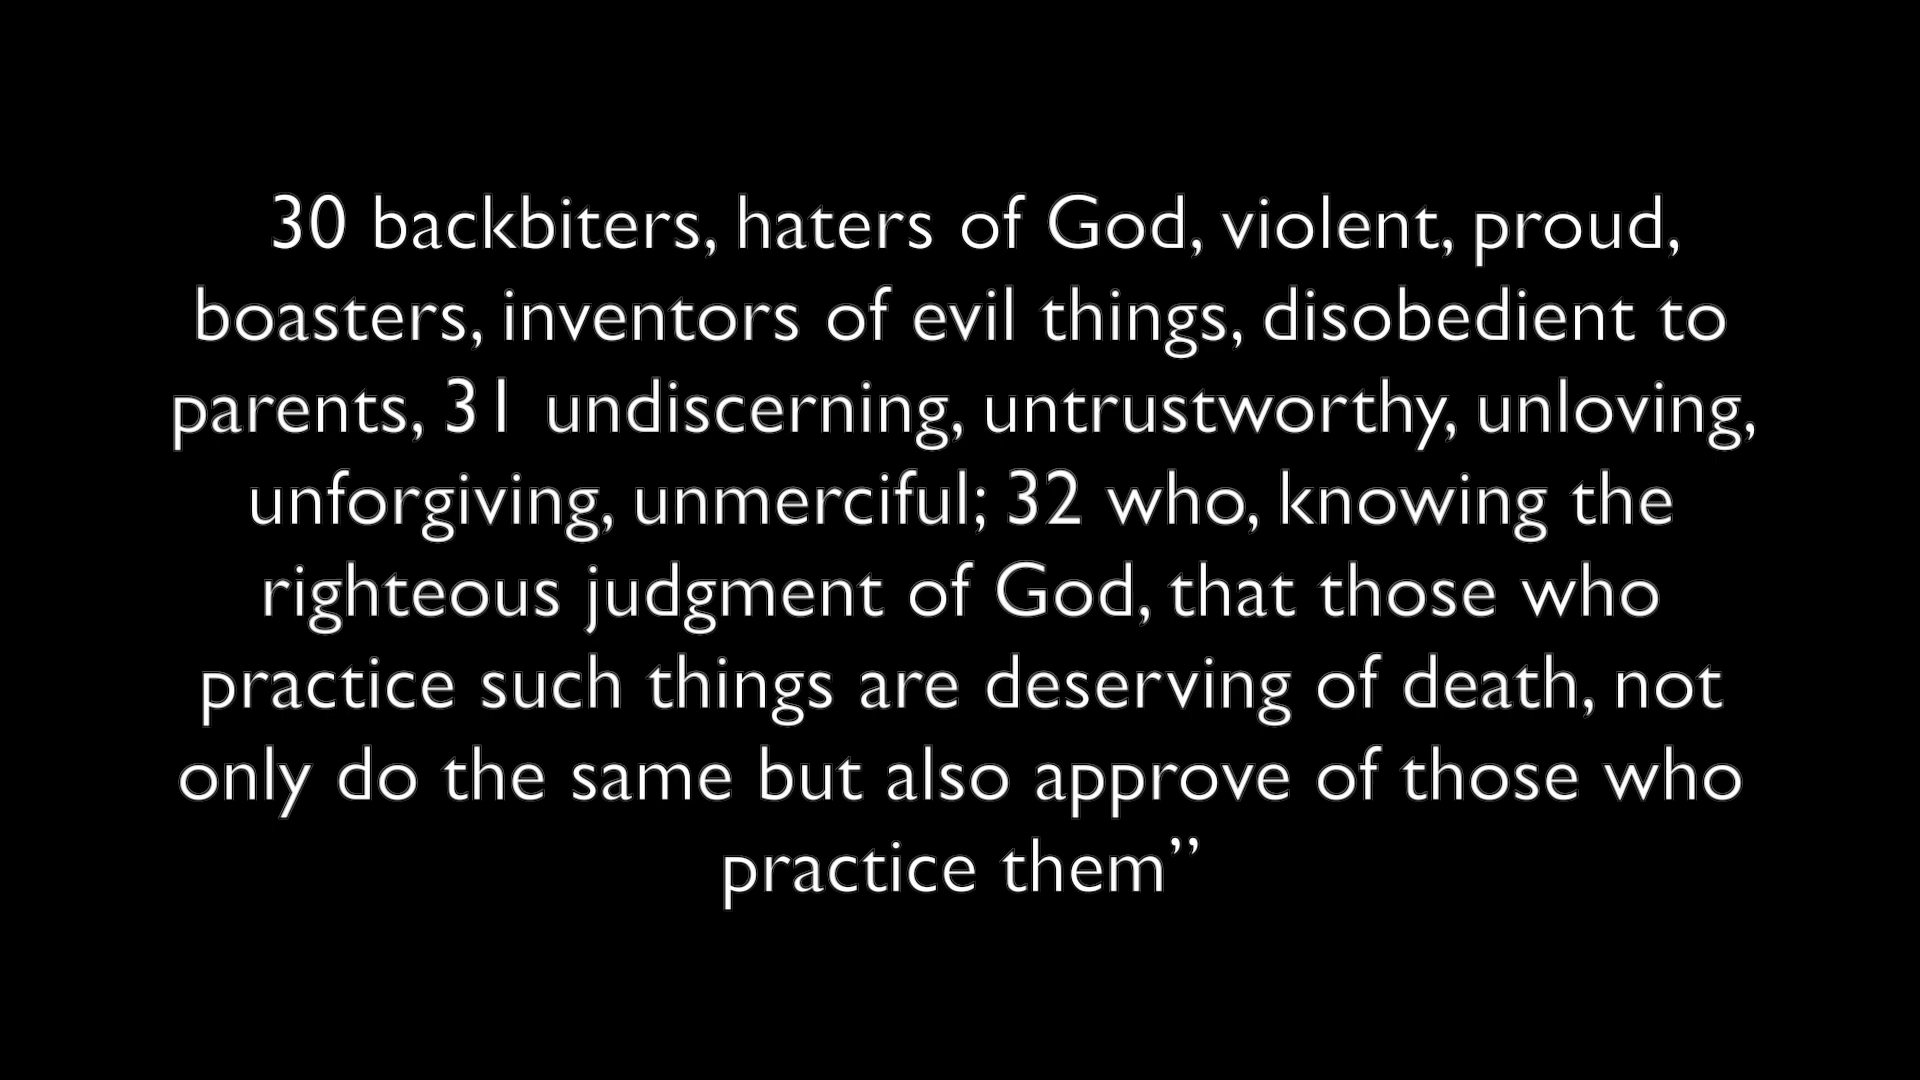 30 backbiters, haters of God, violent, proud,
boasters, inventors of evil things, disobedient to
parents, 31 undiscerning, untrustworthy, unloving,
unforgiving, unmerciful; 32 who, knowing the
righteous judgment of God, that those who
practice such things are deserving of death, not
only do the same but also approve of those who
practice them”